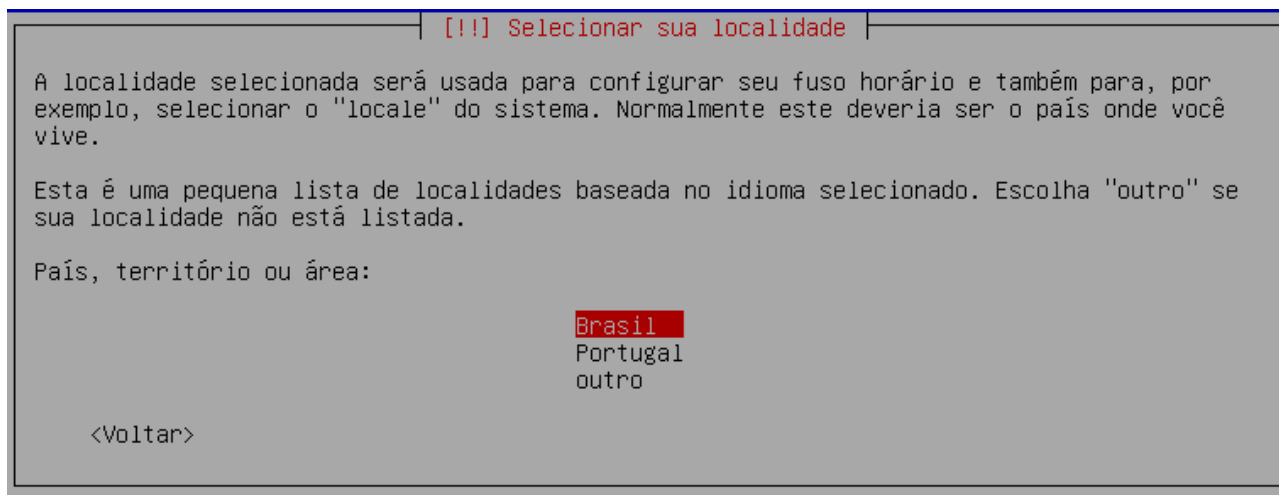 [!!] Selecionar sua localidade
A localidade selecionada será usada para configurar seu fuso horário e também para, por
exemplo, selecionar o "locale" do sistema. Normalmente este deveria ser o país onde você
vive.
Esta é uma pequena lista de localidades baseada no idioma selecionado. Escolha "outro" se
sua localidade não está listada.
País, território ou área:
Brasil
Portugal
outro
<Voltar>